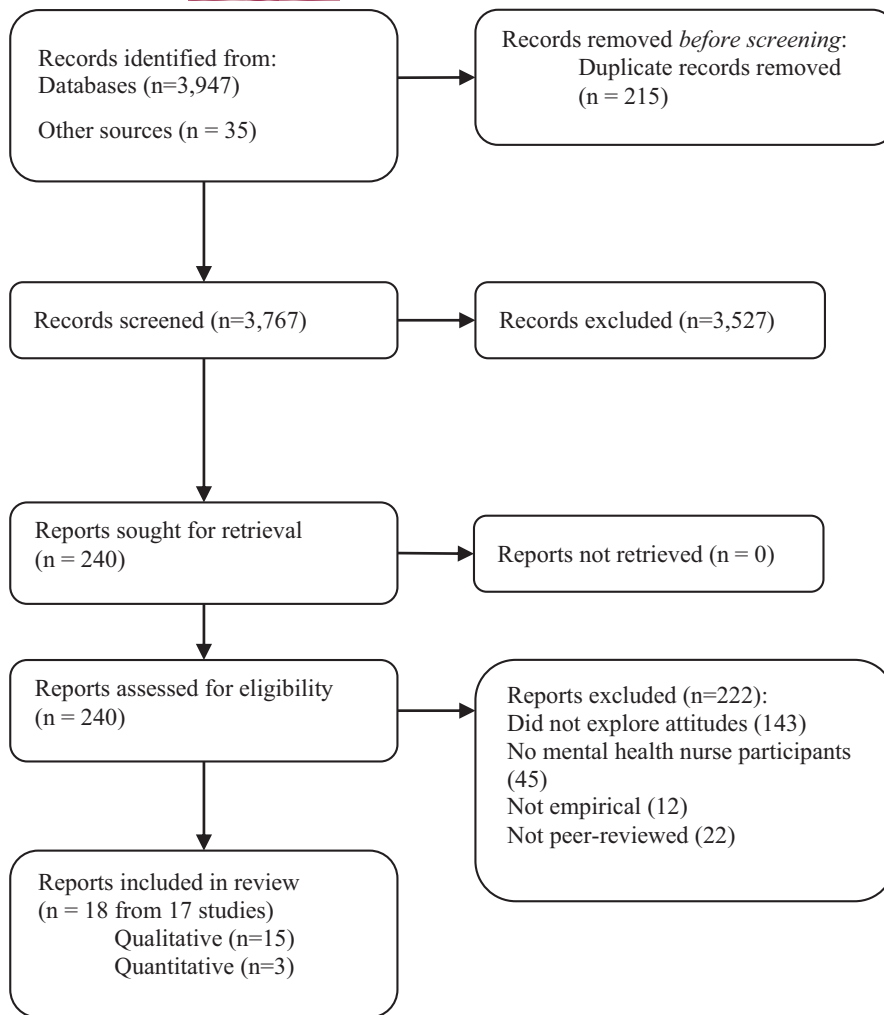 Records identified from:
Databases (n=3,947)
Other sources (n = 35)
Records removed before screening:
Duplicate records removed
(n = 215)
Records screened (n=3,767)
Records excluded (n=3,527)
Reports sought for retrieval
(n = 240)
Reports not retrieved (n = 0)
Reports assessed for eligibility
(n = 240)
Reports excluded (n=222):
Did not explore attitudes (143)
No mental health nurse participants
(45)
Not empirical (12)
Not peer-reviewed (22)
Reports included in review
(n = 18 from 17 studies)
Qualitative (n=15)
Quantitative (n=3)